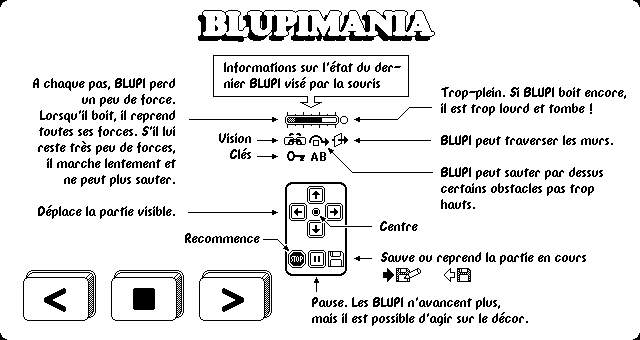 BLUPIMANIA
Informations sur l'état du der-
nier BLUPI visé par la souris
A chaque pas, BLUPI perd
un peu de force.
Lorsqu'il boit, il reprend
toutes ses forces. S'il lui
reste très peu de forces,
il marche lentement et
ne peut plus sauter.
Trop-plein. Si BLUPI boit encore,
il est trop lourd et tombe !
Vision
Clés
AB
BLUPI peut traverser les murs.
BLUPI peut sauter par dessus
certains obstacles pas trop
hauts.
Déplace la partie visible.
Centre
Recommence
STOP
Sauve ou reprend la partie en cours
Pause. Les BLUPI n'avancent plus,
mais il est possible d'agir sur le décor.